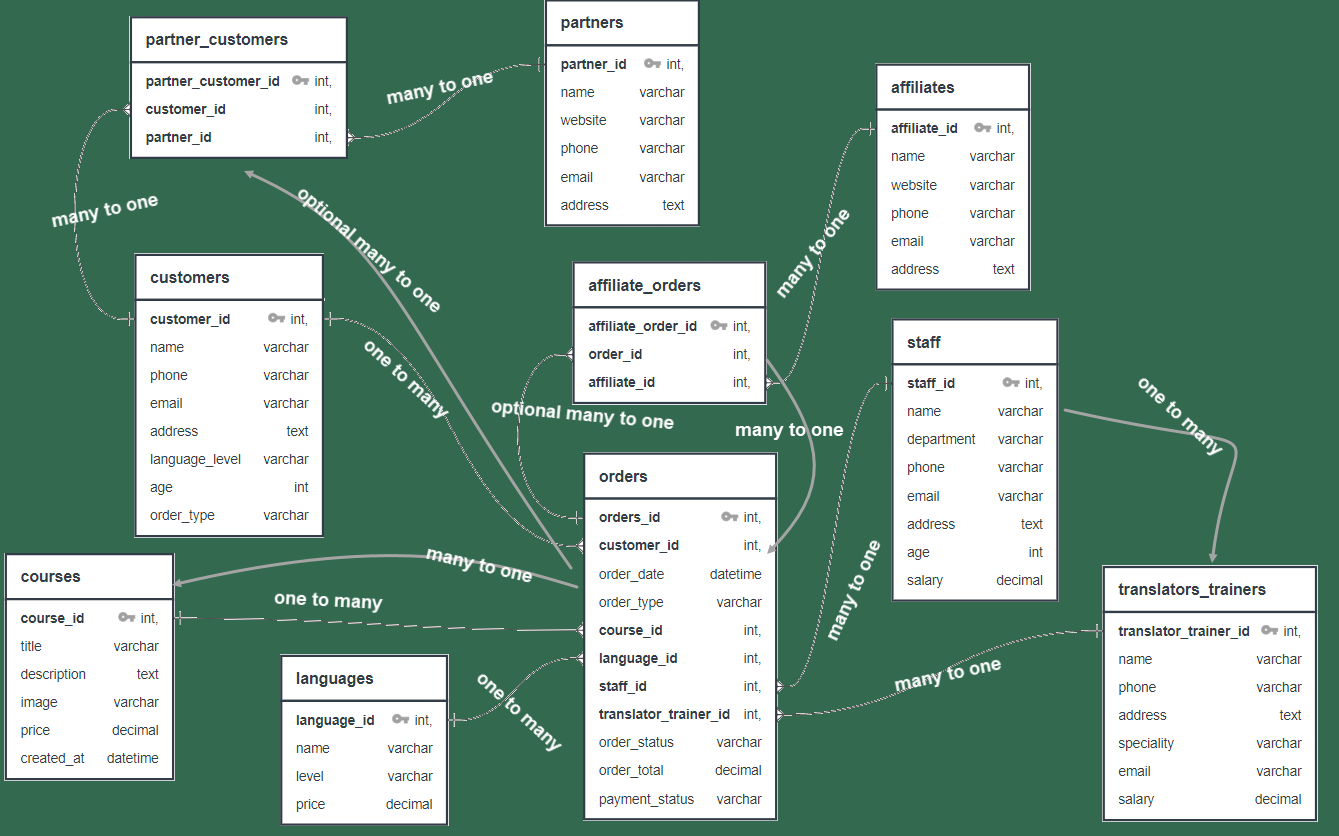 partner_customers
partner_customer_id int,
customer_id int,
partner_id int,
partners
partner_id int,
name varchar
website varchar
phone varchar
email varchar
address text
affiliates
affiliate_id int,
name varchar
website varchar
phone varchar
email varchar
address text
many to one
many to one
optional many to one
many to one
customers
customer_id int,
name varchar
phone varchar
email varchar
address text
language_level varchar
age int
order_type varchar
one to many
affiliate_orders
affiliate_order_id int,
order_id int,
affiliate_id int,
optional many to one
many to one
staff
staff_id int,
name varchar
department varchar
phone varchar
email varchar
address text
age int
salary decimal
one to many
orders
orders_id int,
customer_id int,
order_date datetime
order_type varchar
course_id int,
language_id int,
staff_id int,
translator_trainer_id int,
order_status varchar
order_total decimal
payment_status varchar
many to one
one to many
many to one
many to one
one to many
courses
course_id int,
title varchar
description text
image varchar
price decimal
created_at datetime
languages
language_id int,
name varchar
level varchar
price decimal
translators_trainers
translator_trainer_id int,
name varchar
phone varchar
address text
speciality varchar
email varchar
salary decimal